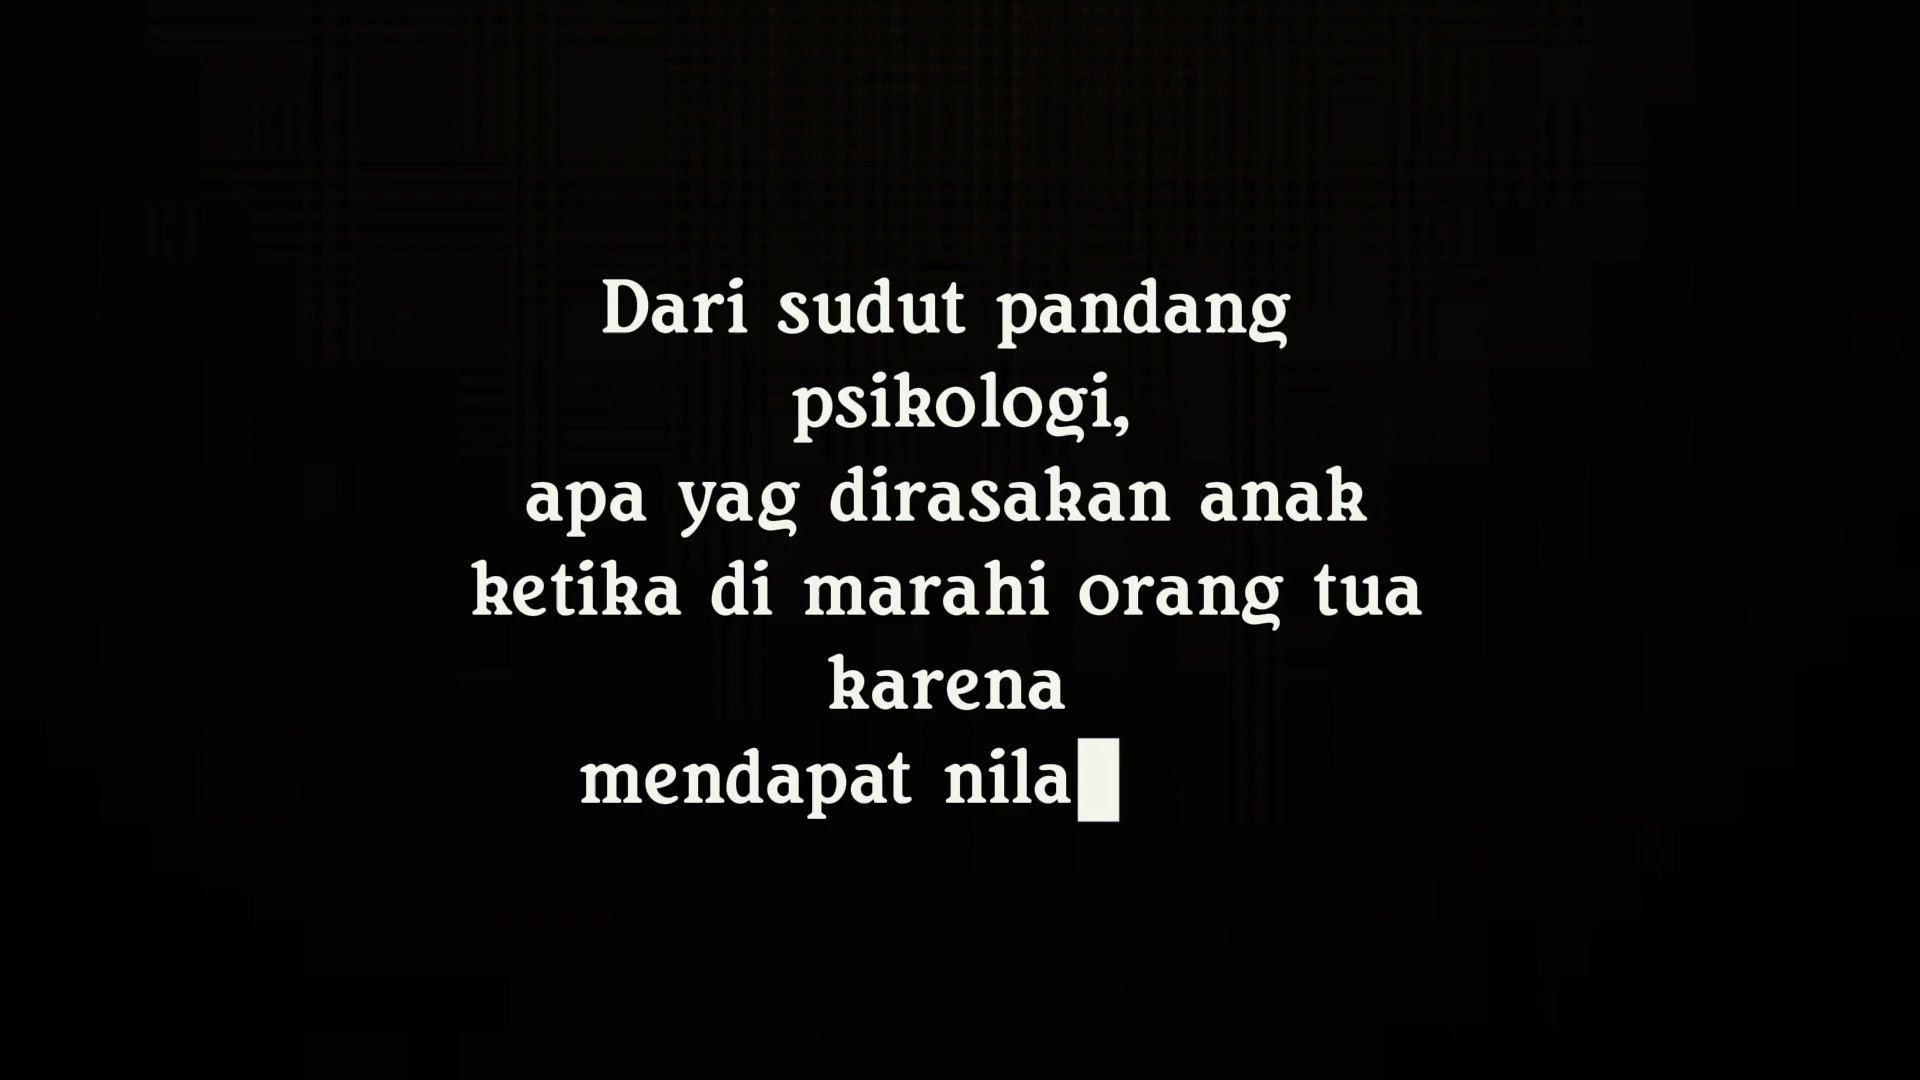 Dari sudut pandang
psikologi,
apa yag dirasakan anak
ketika di marahi orang tua
karena
mendapat nila